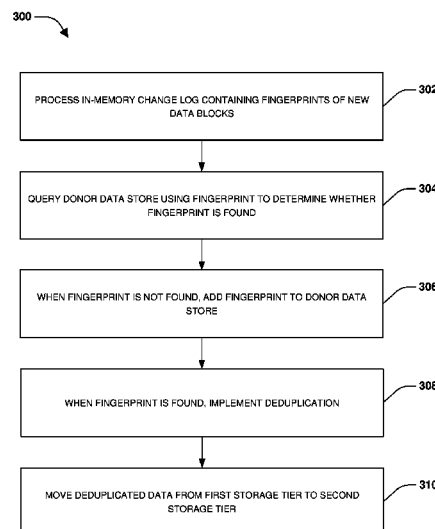 300
PROCESS IN-MEMORY CHANGE LOG CONTAINING FINGERPRINTS OF NEW
DATA BLOCKS
302
QUERY DONOR DATA STORE USING FINGERPRINT TO DETERMINE WHETHER
FINGERPRINT IS FOUND
304
WHEN FINGERPRINT IS NOT FOUND, ADD FINGERPRINT TO DONOR DATA
STORE
306
WHEN FINGERPRINT IS FOUND, IMPLEMENT DEDUPLICATION
308
MOVE DEDUPLICATED DATA FROM FIRST STORAGE TIER TO SECOND
STORAGE TIER
310